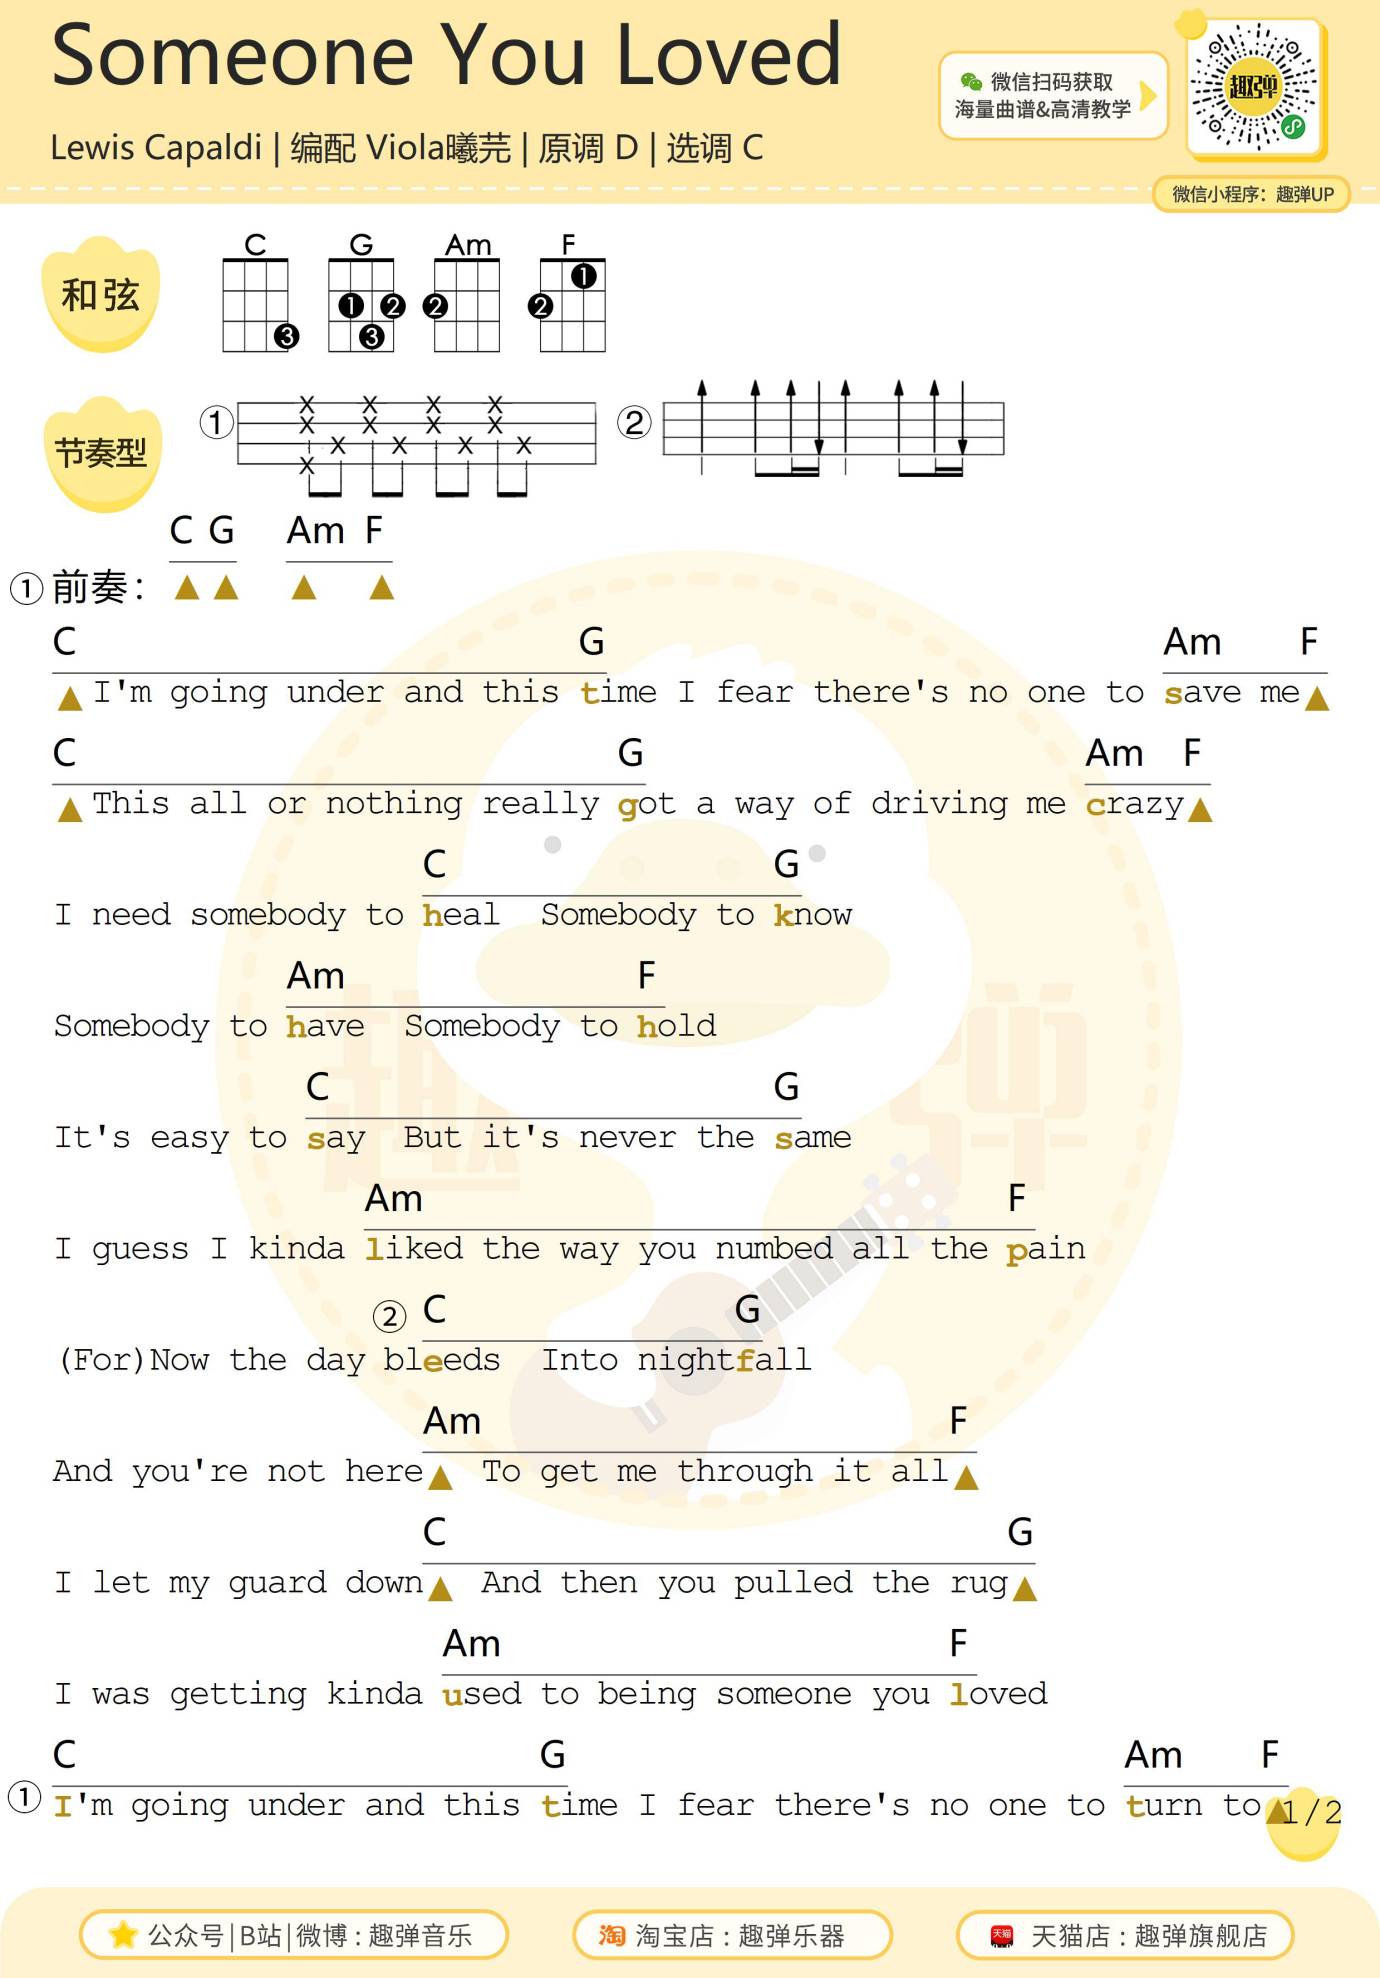 Someone You Loved
Lewis Capaldi | 编配 Viola曦芫 | 原调 D | 选调 C
微信扫码获取
海量曲谱&高清教学
趣弹
微信小程序：趣弹UP
和弦
C G Am F
3 1 2 3 2 1 2
节奏型
① ②
C G Am F
① 前奏：
C G Am F
I'm going under and this time I fear there's no one to save me
C G Am F
This all or nothing really got a way of driving me crazy
C G
I need somebody to heal Somebody to know
Am F
Somebody to have Somebody to hold
C G
It's easy to say But it's never the same
Am F
I guess I kinda liked the way you numbed all the pain
② C G
(For)Now the day bleeds Into nightfall
Am F
And you're not here To get me through it all
C G
I let my guard down And then you pulled the rug
Am F
I was getting kinda used to being someone you loved
C G Am F
① I'm going under and this time I fear there's no one to turn to
1/2
公众号|B站|微博：趣弹音乐
淘 淘宝店：趣弹乐器
天猫 天猫店：趣弹旗舰店
趣弹